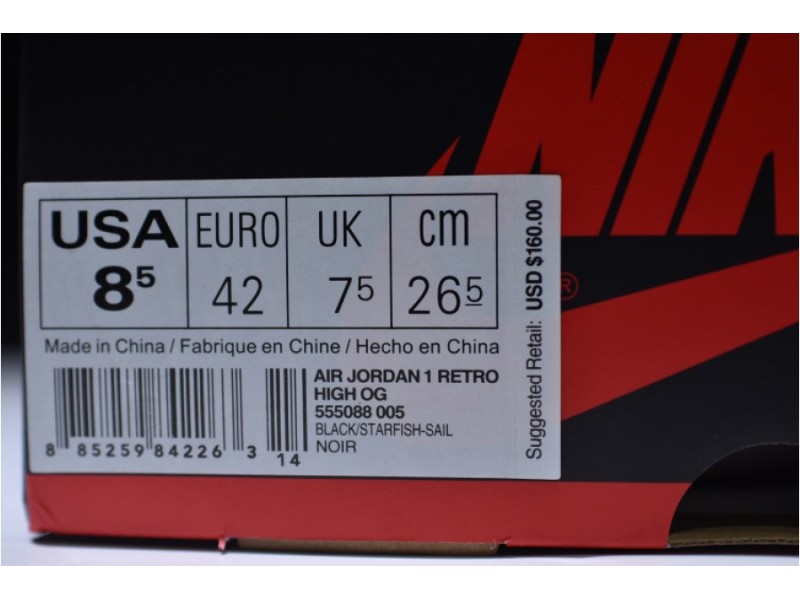 NIK
®
USA EURO UK cm
8⁵ 42 7⁵ 26⁵
Made in China / Fabrique en Chine / Hecho en China
AIR JORDAN 1 RETRO
HIGH OG
555088 005
BLACK/STARFISH-SAIL
NOIR
8 85259 84226 3 14
Suggested Retail: USD $160.00